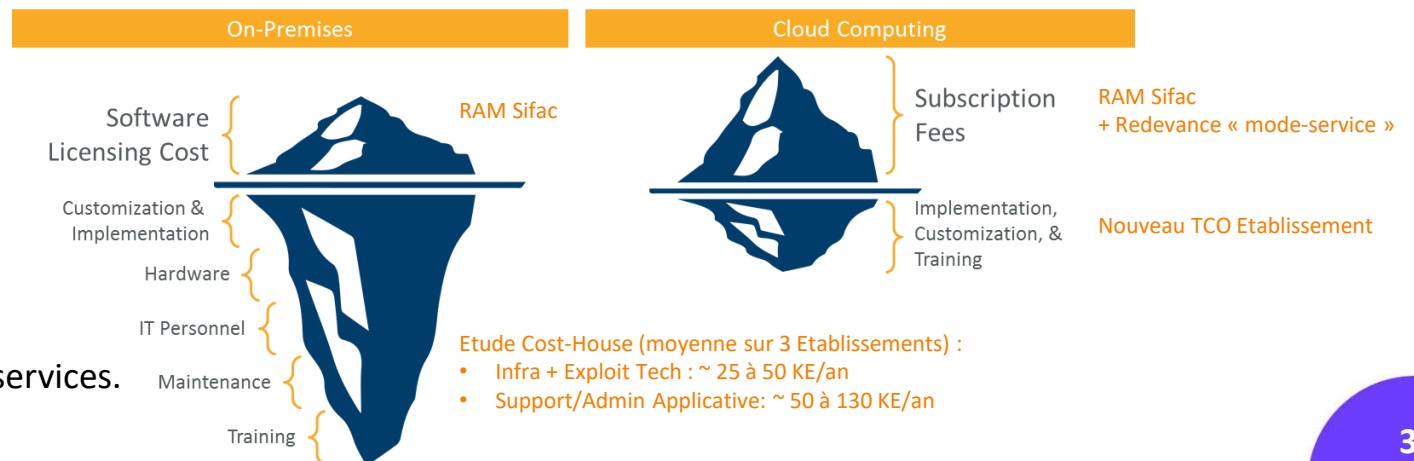 On-Premises
Cloud Computing
Software
Licensing Cost
RAM Sifac
Subscription
Fees
RAM Sifac
+ Redevance « mode-service »
Customization &
Implementation
Hardware
IT Personnel
Maintenance
Training
Implementation,
Customization, &
Training
Nouveau TCO Etablissement
Etude Cost-House (moyenne sur 3 Etablissements) :
• Infra + Exploit Tech : ~ 25 à 50 KE/an
• Support/Admin Applicative: ~ 50 à 130 KE/an
services.
3